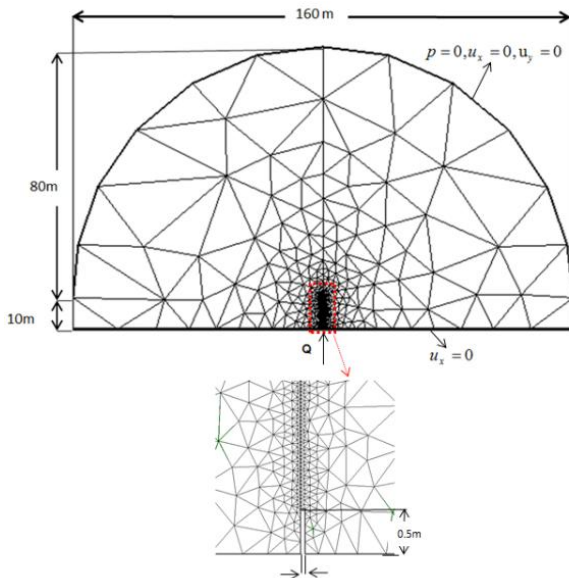 160 m
p = 0, u_x = 0, u_y = 0
80m
10m
Q
u_x = 0
0.5m